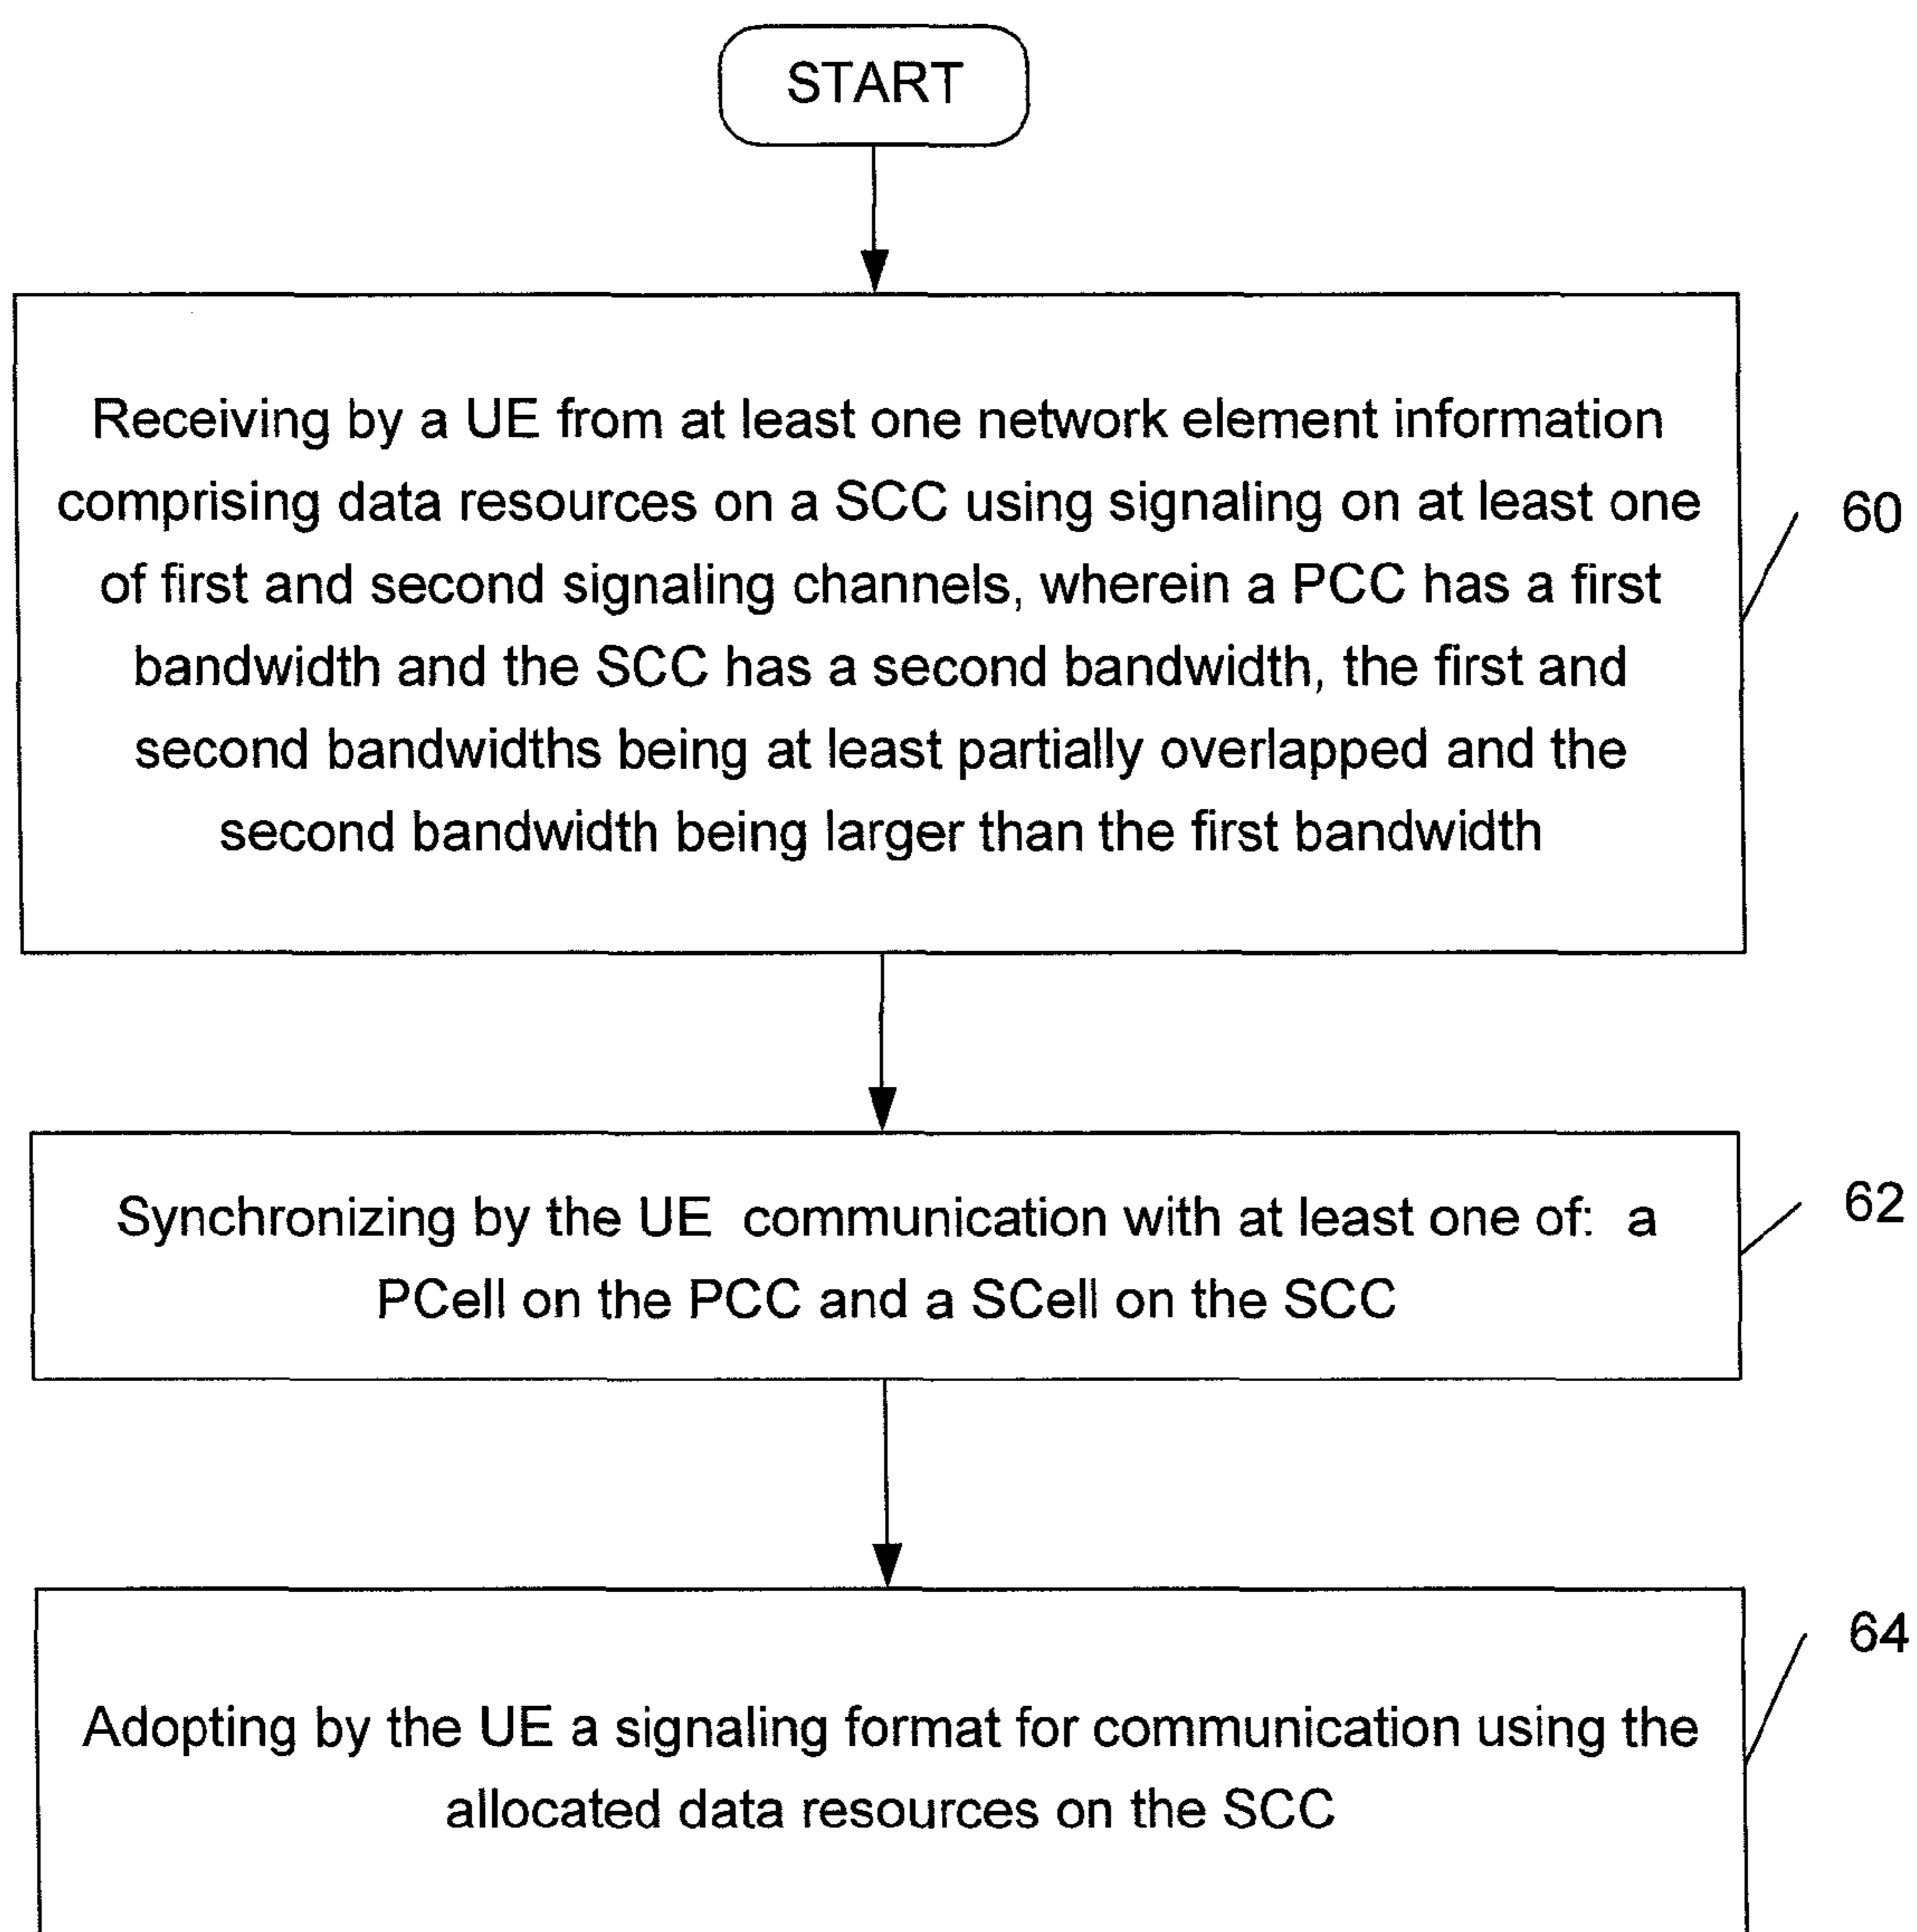 START
Receiving by a UE from at least one network element information
comprising data resources on a SCC using signaling on at least one
of first and second signaling channels, wherein a PCC has a first
bandwidth and the SCC has a second bandwidth, the first and
second bandwidths being at least partially overlapped and the
second bandwidth being larger than the first bandwidth
60
Synchronizing by the UE communication with at least one of: a
PCell on the PCC and a SCell on the SCC
62
Adopting by the UE a signaling format for communication using the
allocated data resources on the SCC
64